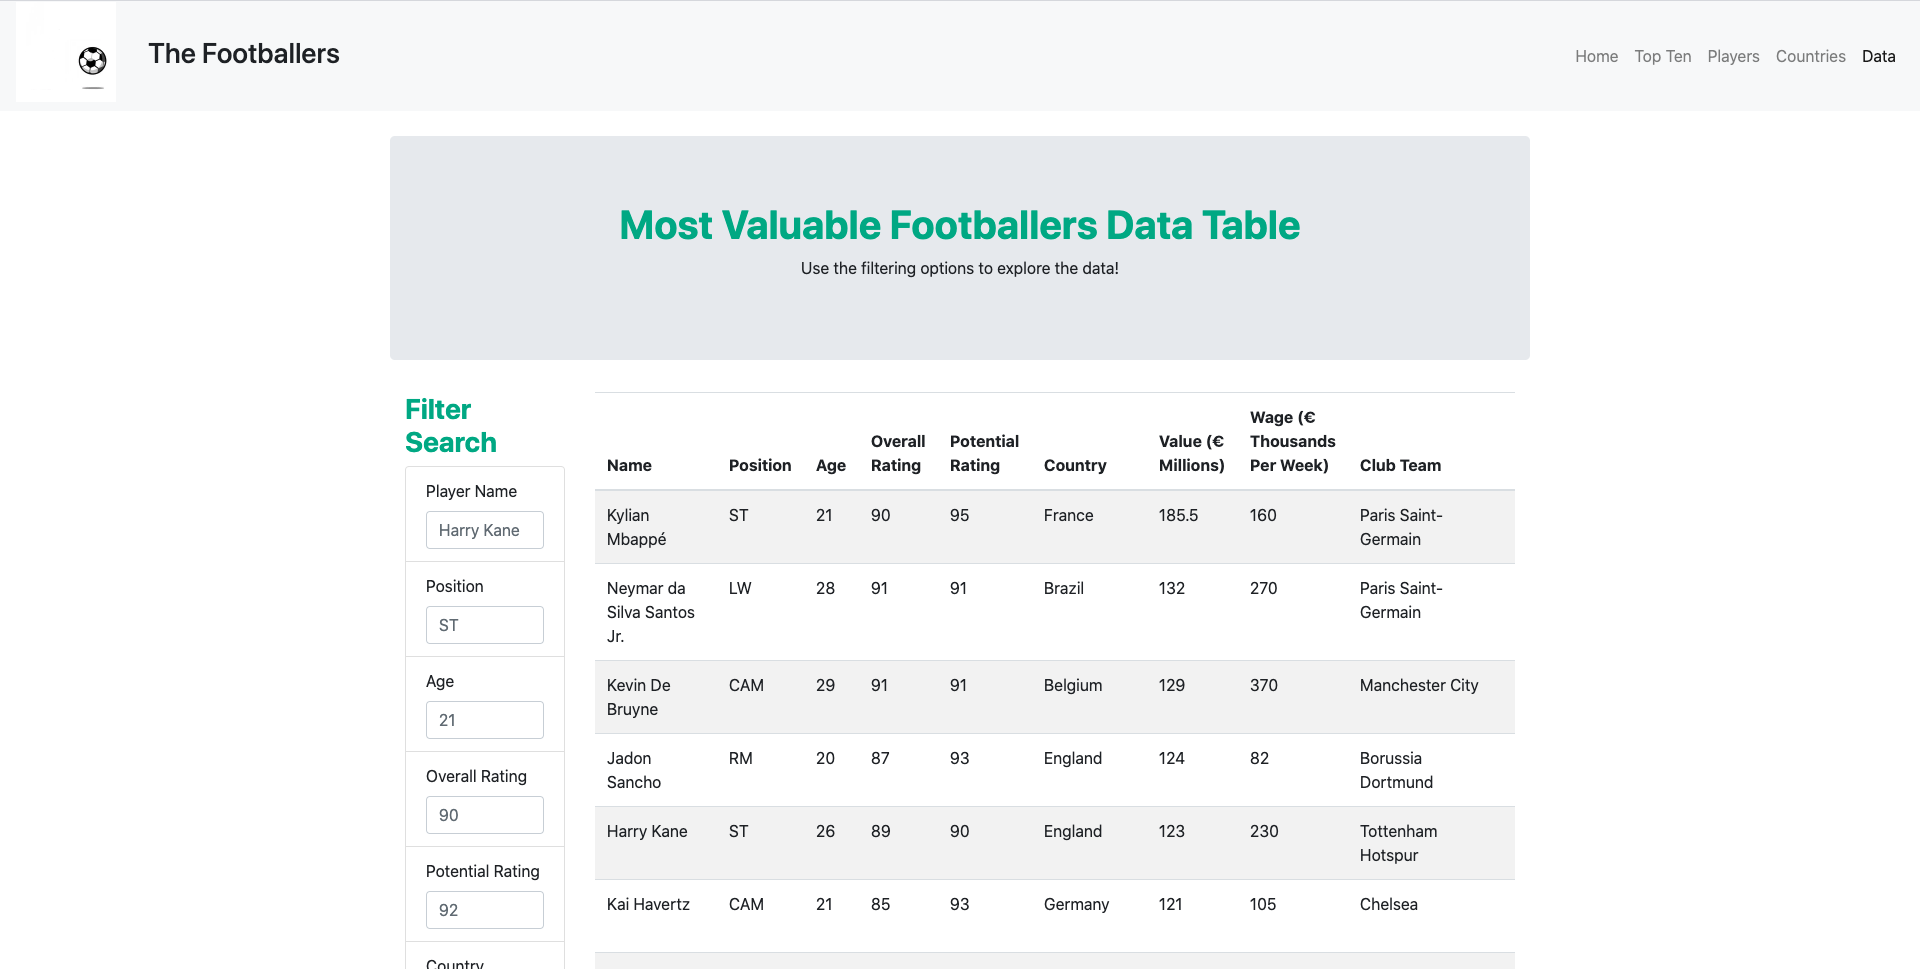 The Footballers
Home Top Ten Players Countries Data
Most Valuable Footballers Data Table
Use the filtering options to explore the data!
Filter
Search
Player Name
Harry Kane
Position
ST
Age
21
Overall Rating
90
Potential Rating
92
Country
Name Position Age Overall Rating Potential Rating Country Value (€ Millions) Wage (€ Thousands Per Week) Club Team
Kylian Mbappé ST 21 90 95 France 185.5 160 Paris Saint-Germain
Neymar da Silva Santos Jr. LW 28 91 91 Brazil 132 270 Paris Saint-Germain
Kevin De Bruyne CAM 29 91 91 Belgium 129 370 Manchester City
Jadon Sancho RM 20 87 93 England 124 82 Borussia Dortmund
Harry Kane ST 26 89 90 England 123 230 Tottenham Hotspur
Kai Havertz CAM 21 85 93 Germany 121 105 Chelsea